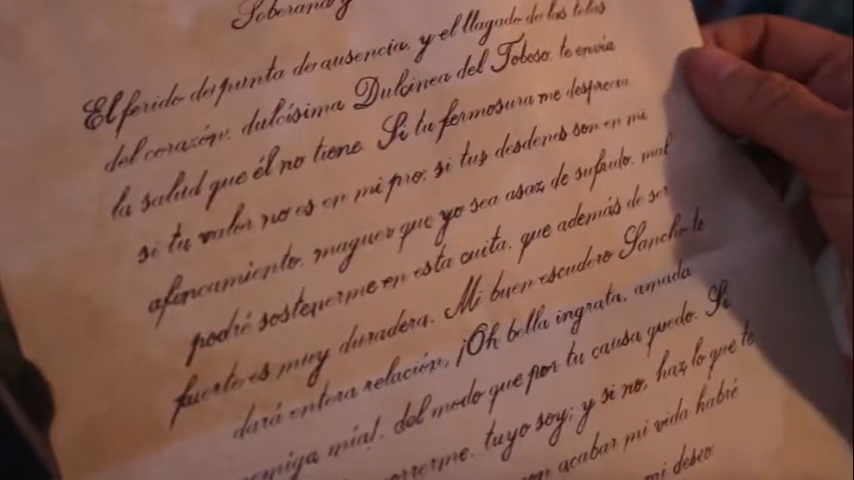 Soberana y
El ferido de punta de ausencia, y el llagado de las telas
del corazón, dulcísima Dulcinea del Toboso, te envía
la salud que él no tiene. Si tu fermosura me desprecia
si tu valor no es en mi pro, si tus desdenes son en mi
afincamiento, maguer que yo sea asaz de sufrido, mal
podré sostenerme en esta cuita, que además de ser
fuerte es muy duradera. Mi buen escudero Sancho te
dará entera relación, ¡Oh bella ingrata, amada
enemiga mía!, del modo que por tu causa quedo. Si
tuyo soy; y si no, haz lo que te
acabar mi vida habré
mi deseo